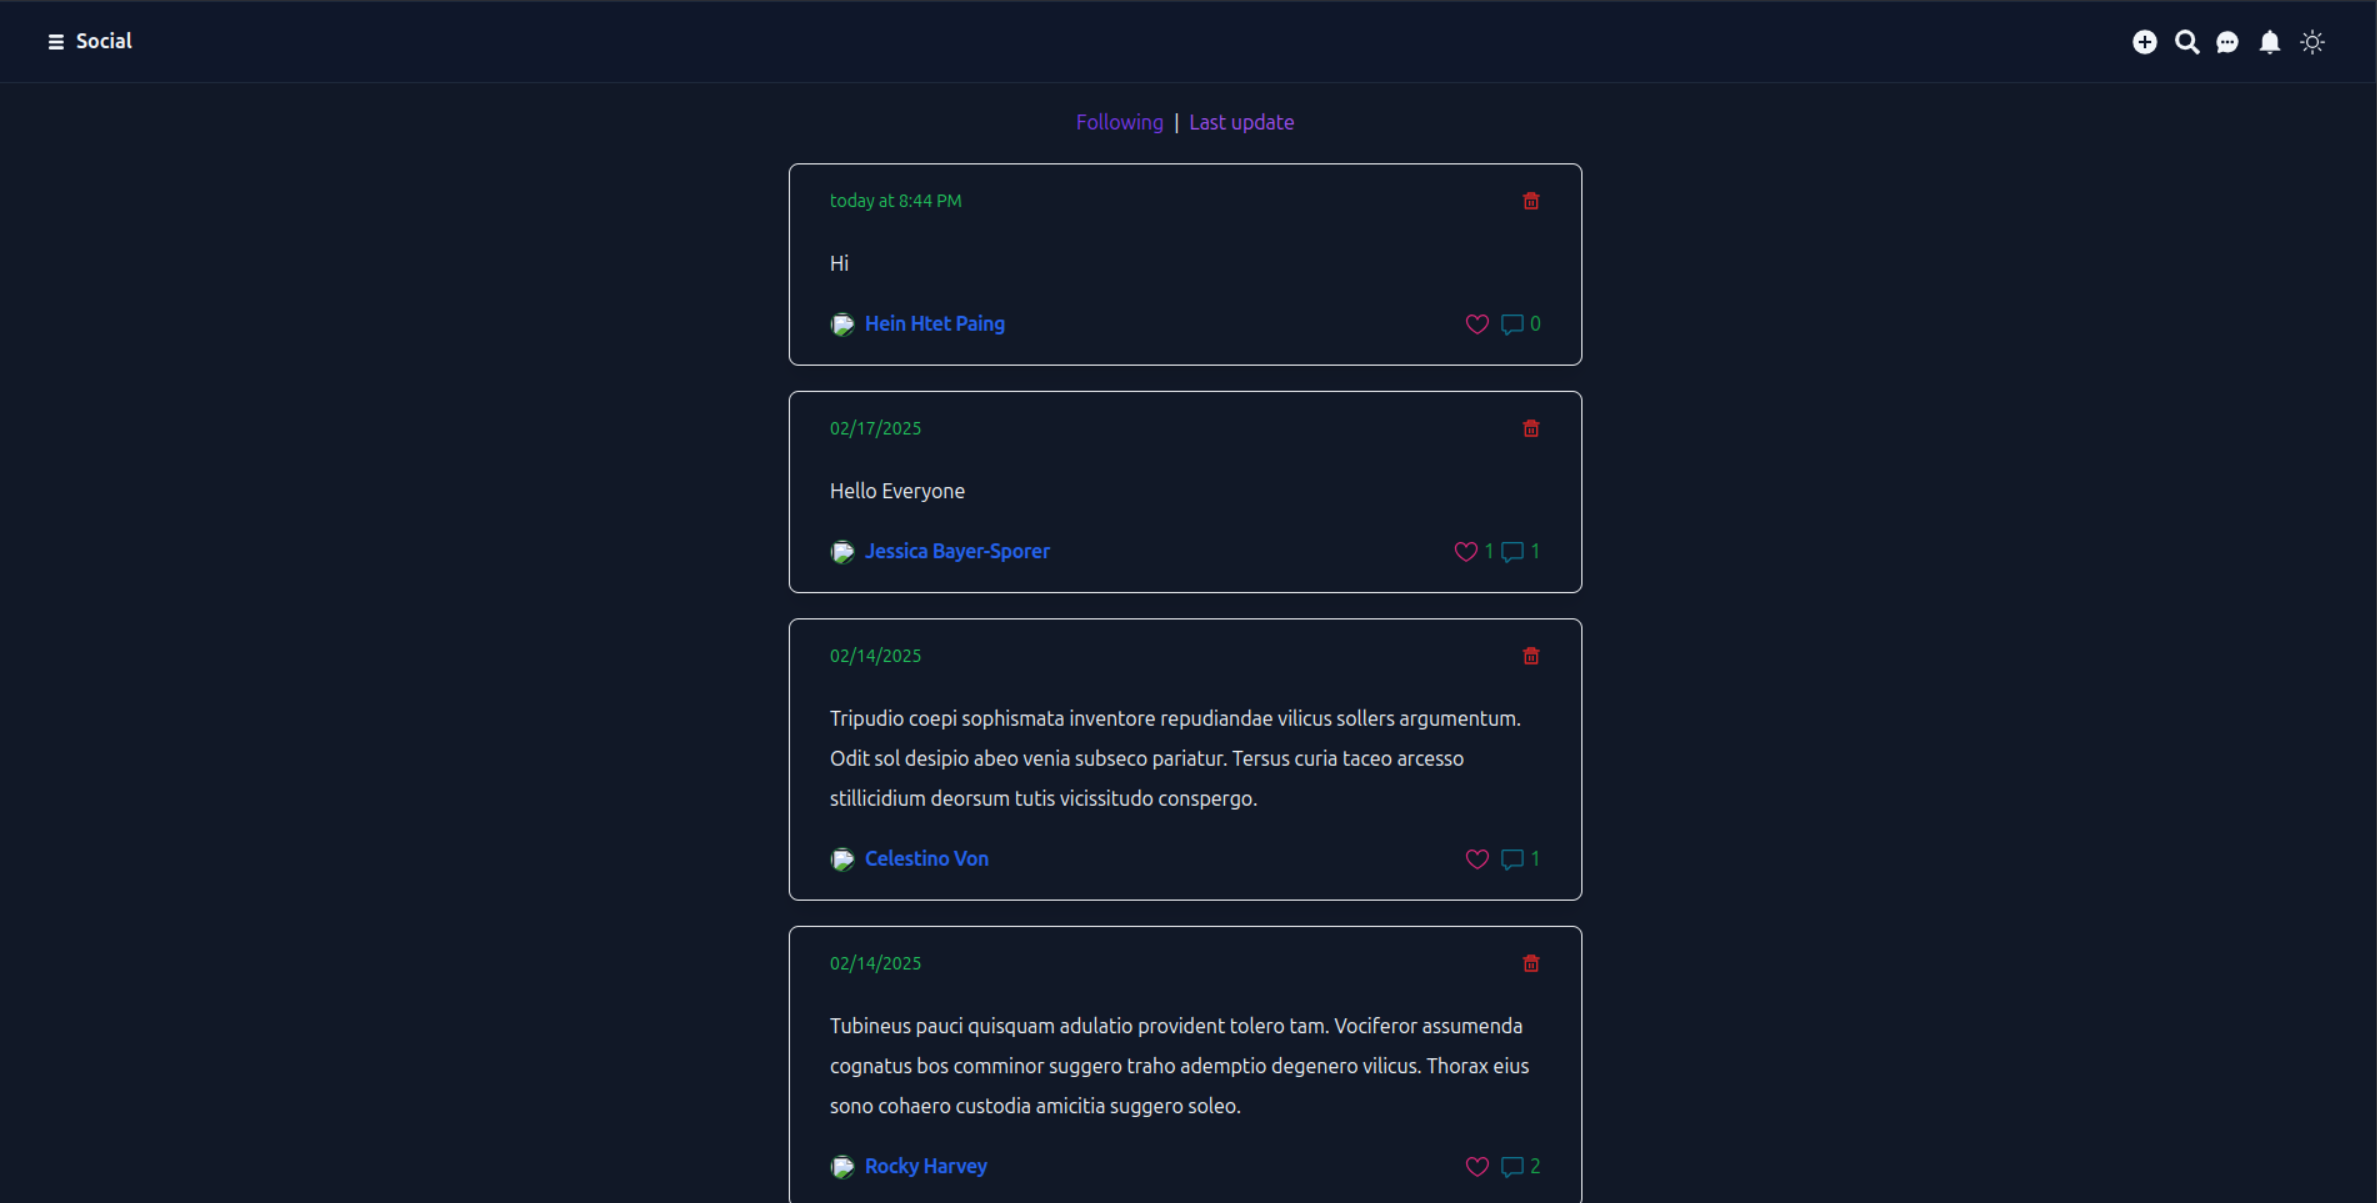 Social
Following | Last update
today at 8:44 PM
Hi
Hein Htet Paing
0
02/17/2025
Hello Everyone
Jessica Bayer-Sporer
1 1
02/14/2025
Tripudio coepi sophismata inventore repudiandae vilicus sollers argumentum.
Odit sol desipio abeo venia subseco pariatur. Tersus curia taceo arcesso
stillicidium deorsum tutis vicissitudo conspergo.
Celestino Von
1
02/14/2025
Tubineus pauci quisquam adulatio provident tolero tam. Vociferor assumenda
cognatus bos comminor suggero traho ademptio degenero vilicus. Thorax eius
sono cohaero custodia amicitia suggero soleo.
Rocky Harvey
2